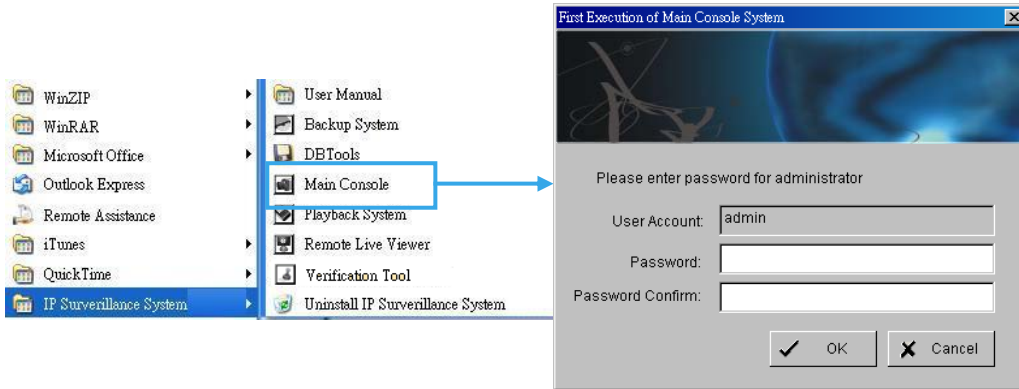 WinZIP
WinRAR
Microsoft Office
Outlook Express
Remote Assistance
iTunes
QuickTime
IP Surverillance System
User Manual
Backup System
DBTools
Main Console
Playback System
Remote Live Viewer
Verification Tool
Uninstall IP Surverillance System
First Execution of Main Console System
Please enter password for administrator
User Account: admin
Password:
Password Confirm:
OK Cancel